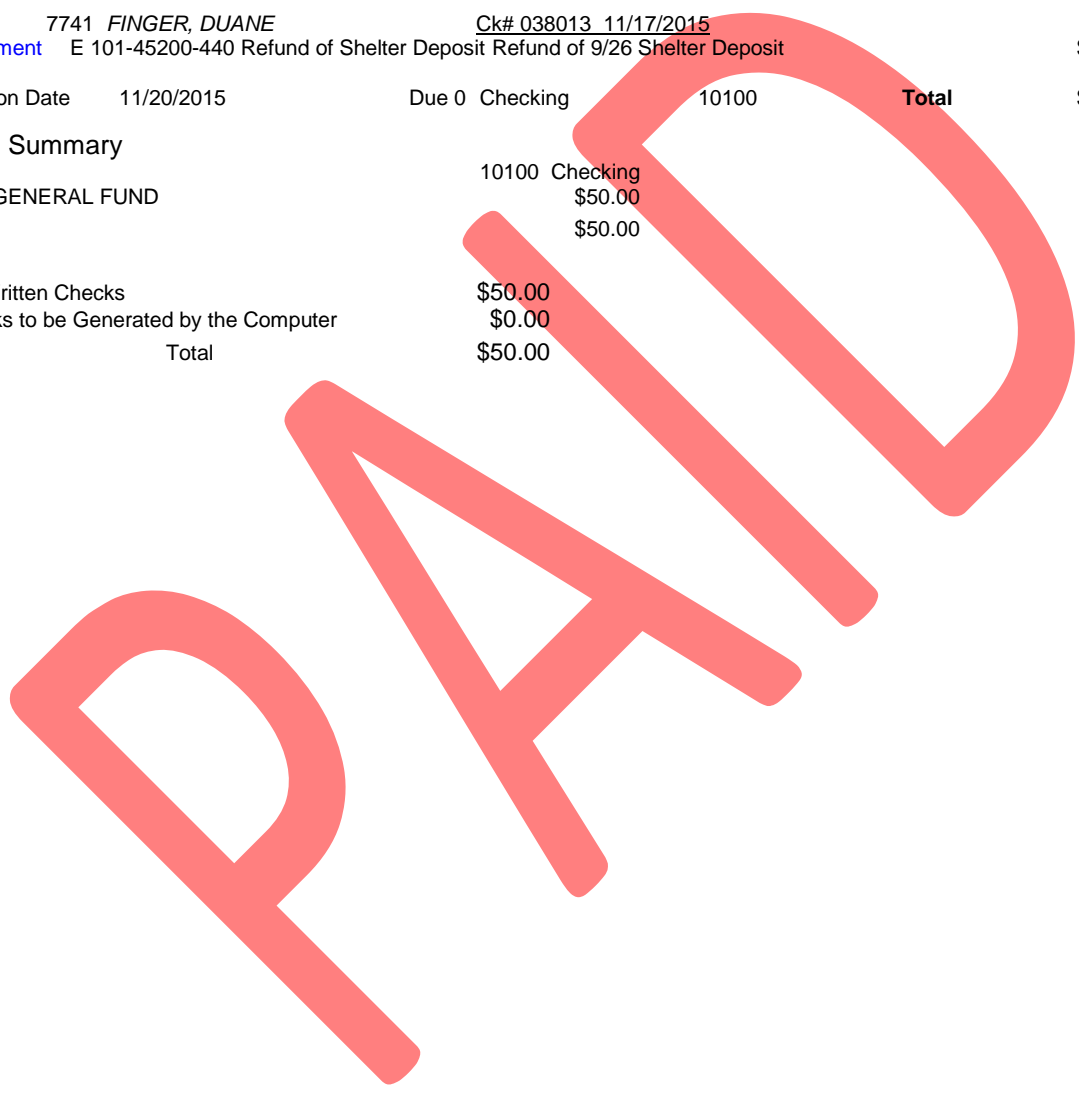 7741 FINGER, DUANE Ck# 038013 11/17/2015
ment E 101-45200-440 Refund of Shelter Deposit Refund of 9/26 Shelter Deposit
on Date 11/20/2015 Due 0 Checking 10100 Total
Summary
10100 Checking
GENERAL FUND $50.00
$50.00
ritten Checks $50.00
ks to be Generated by the Computer $0.00
Total $50.00
PAID